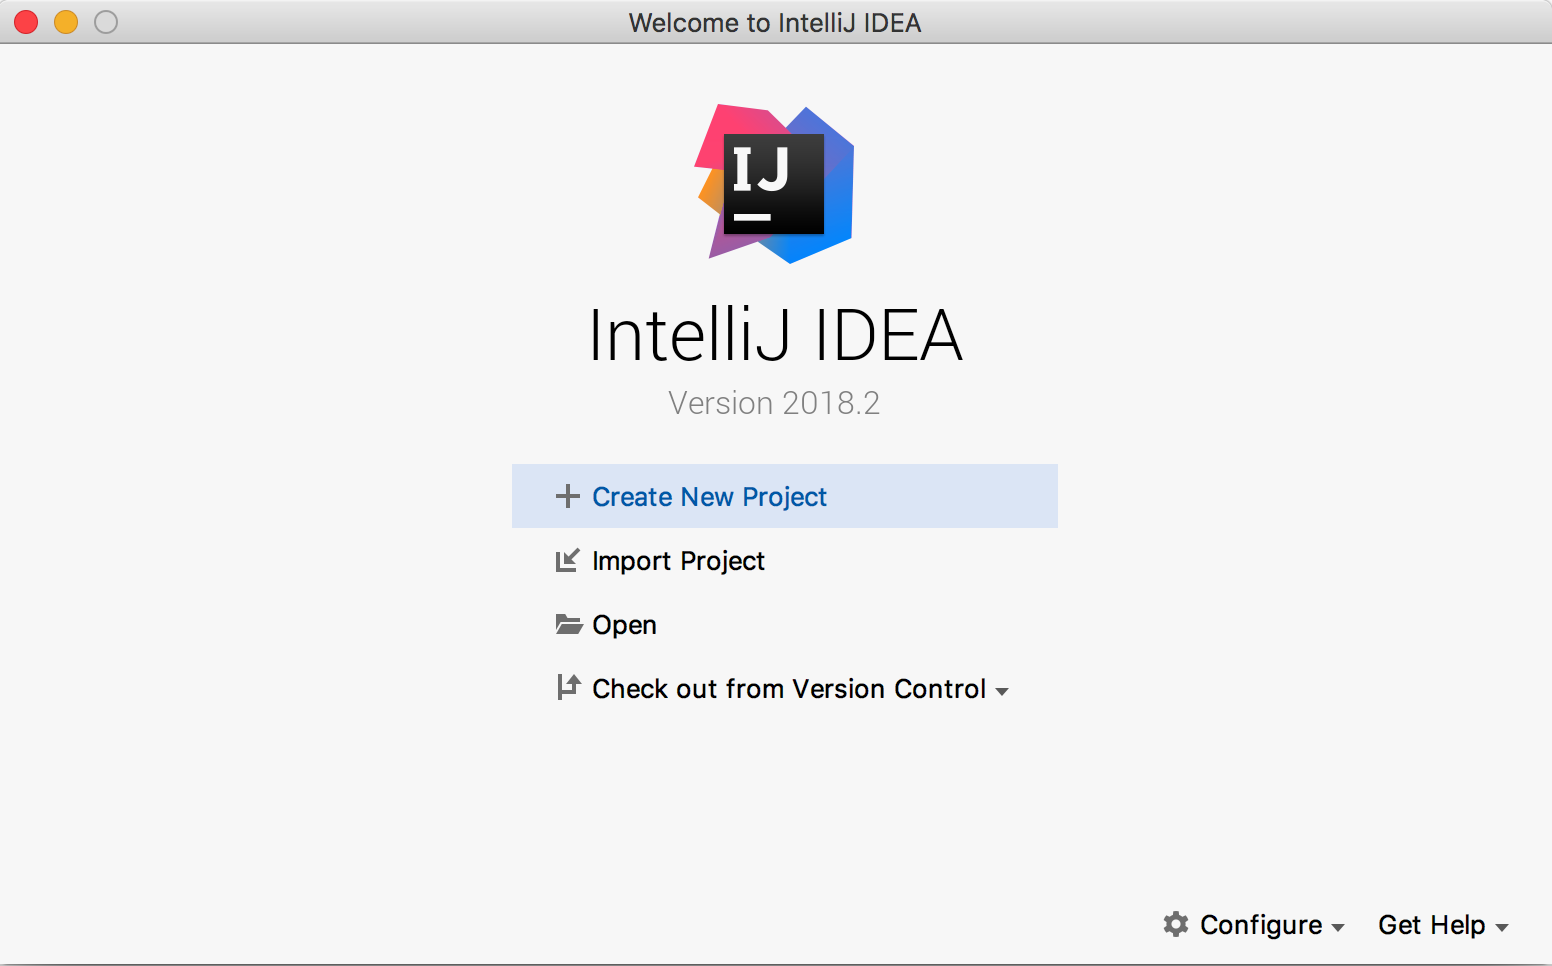 Welcome to IntelliJ IDEA
IJ
IntelliJ IDEA
Version 2018.2
Create New Project
Import Project
Open
Check out from Version Control
Configure
Get Help